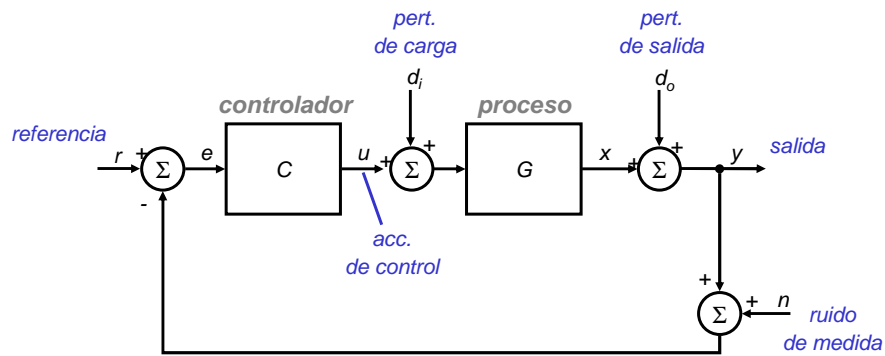 pert.
de carga
pert.
de salida
d_i
d_o
controlador
proceso
referencia
salida
r
+
Σ
-
e
C
u
+
+
Σ
G
x
+
+
Σ
y
acc.
de control
+
+
Σ
n
ruido
de medida